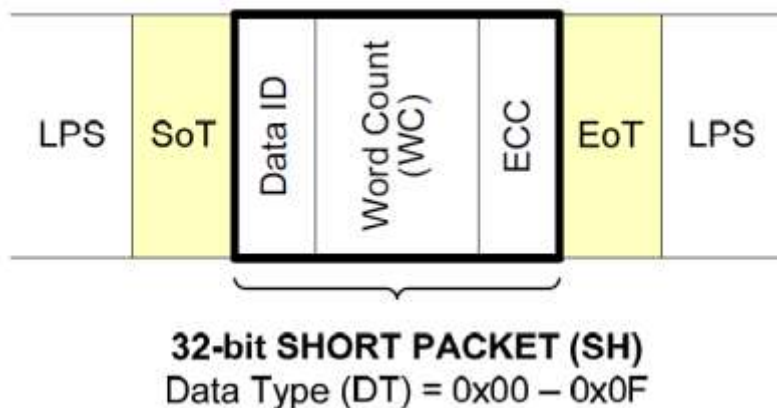 LPS
SoT
Data ID
Word Count
(WC)
ECC
EoT
LPS
32-bit SHORT PACKET (SH)
Data Type (DT) = 0x00 – 0x0F